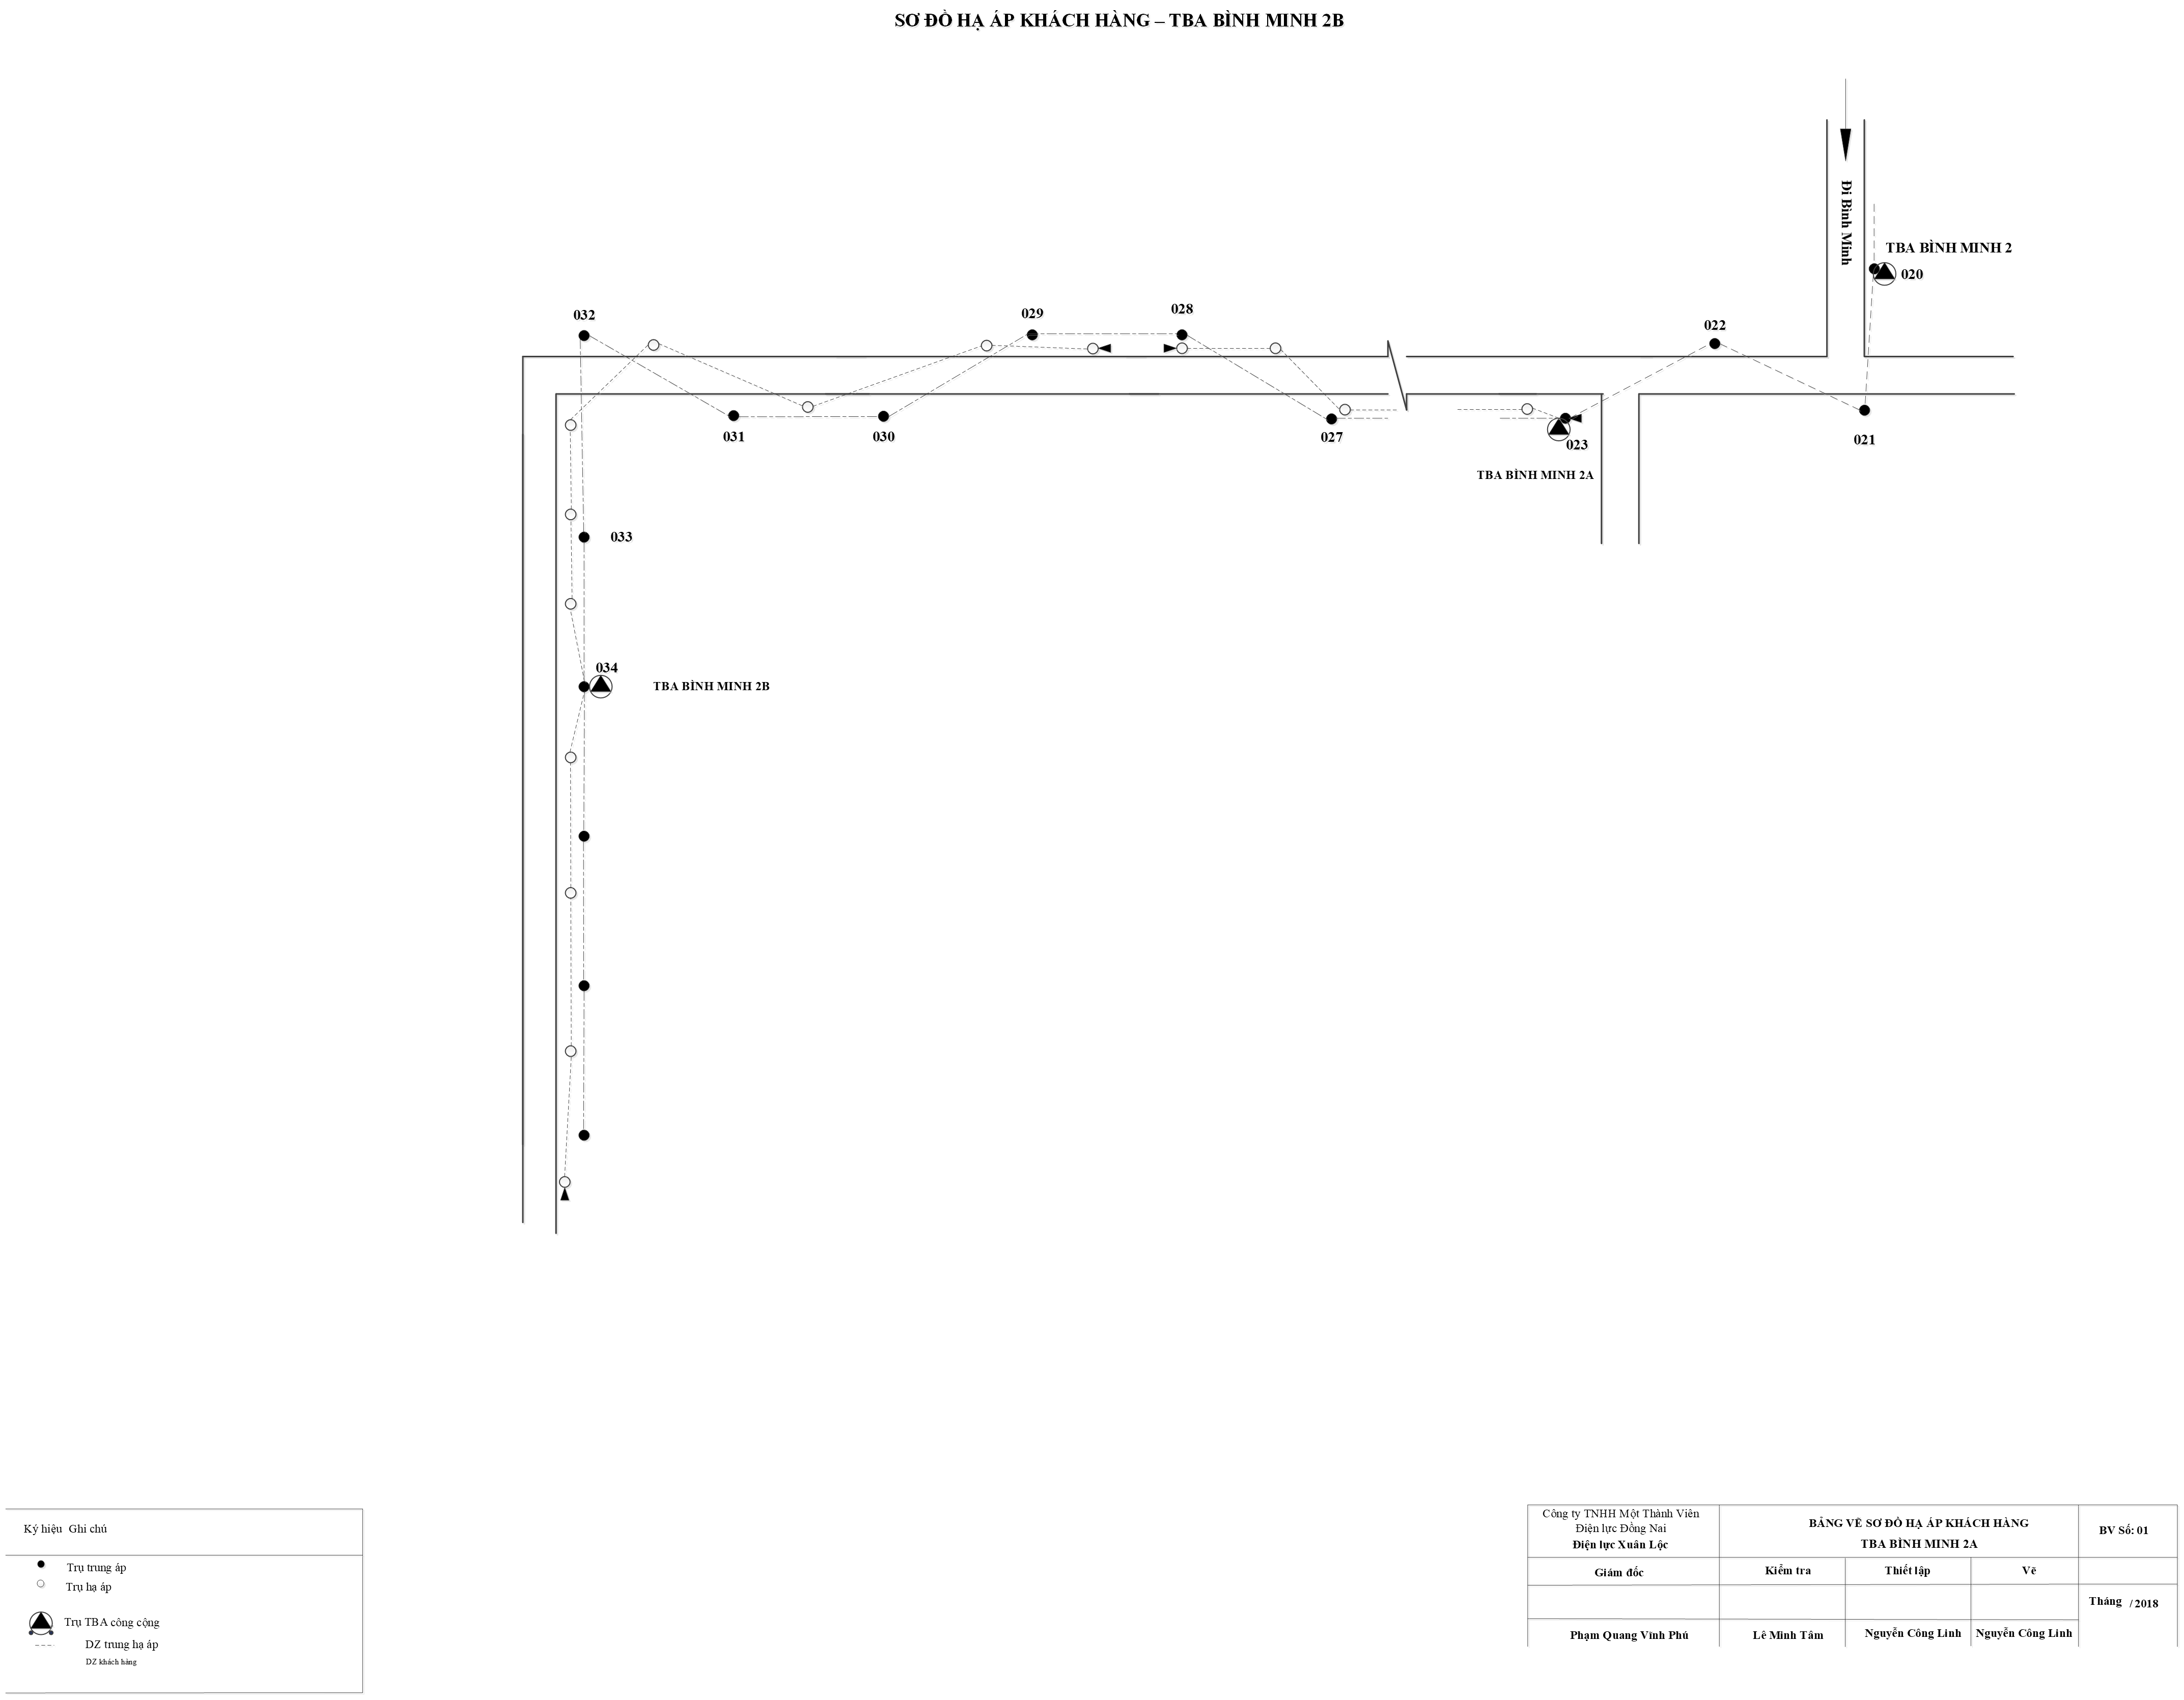 SƠ ĐỒ HẠ ÁP KHÁCH HÀNG – TBA BÌNH MINH 2B
Đi Bình Minh
TBA BÌNH MINH 2
020
032
029
028
022
031
030
027
023
021
TBA BÌNH MINH 2A
033
034
TBA BÌNH MINH 2B
Ký hiệu Ghi chú
Trụ trung áp
Trụ hạ áp
Trụ TBA công cộng
DZ trung hạ áp
DZ khách hàng
Công ty TNHH Một Thành Viên
Điện lực Đồng Nai
Điện lực Xuân Lộc
BẢNG VẼ SƠ ĐỒ HẠ ÁP KHÁCH HÀNG
TBA BÌNH MINH 2A
BV Số: 01
Giám đốc
Kiểm tra
Thiết lập
Vẽ
Tháng / 2018
Phạm Quang Vĩnh Phú
Lê Minh Tâm
Nguyễn Công Linh
Nguyễn Công Linh